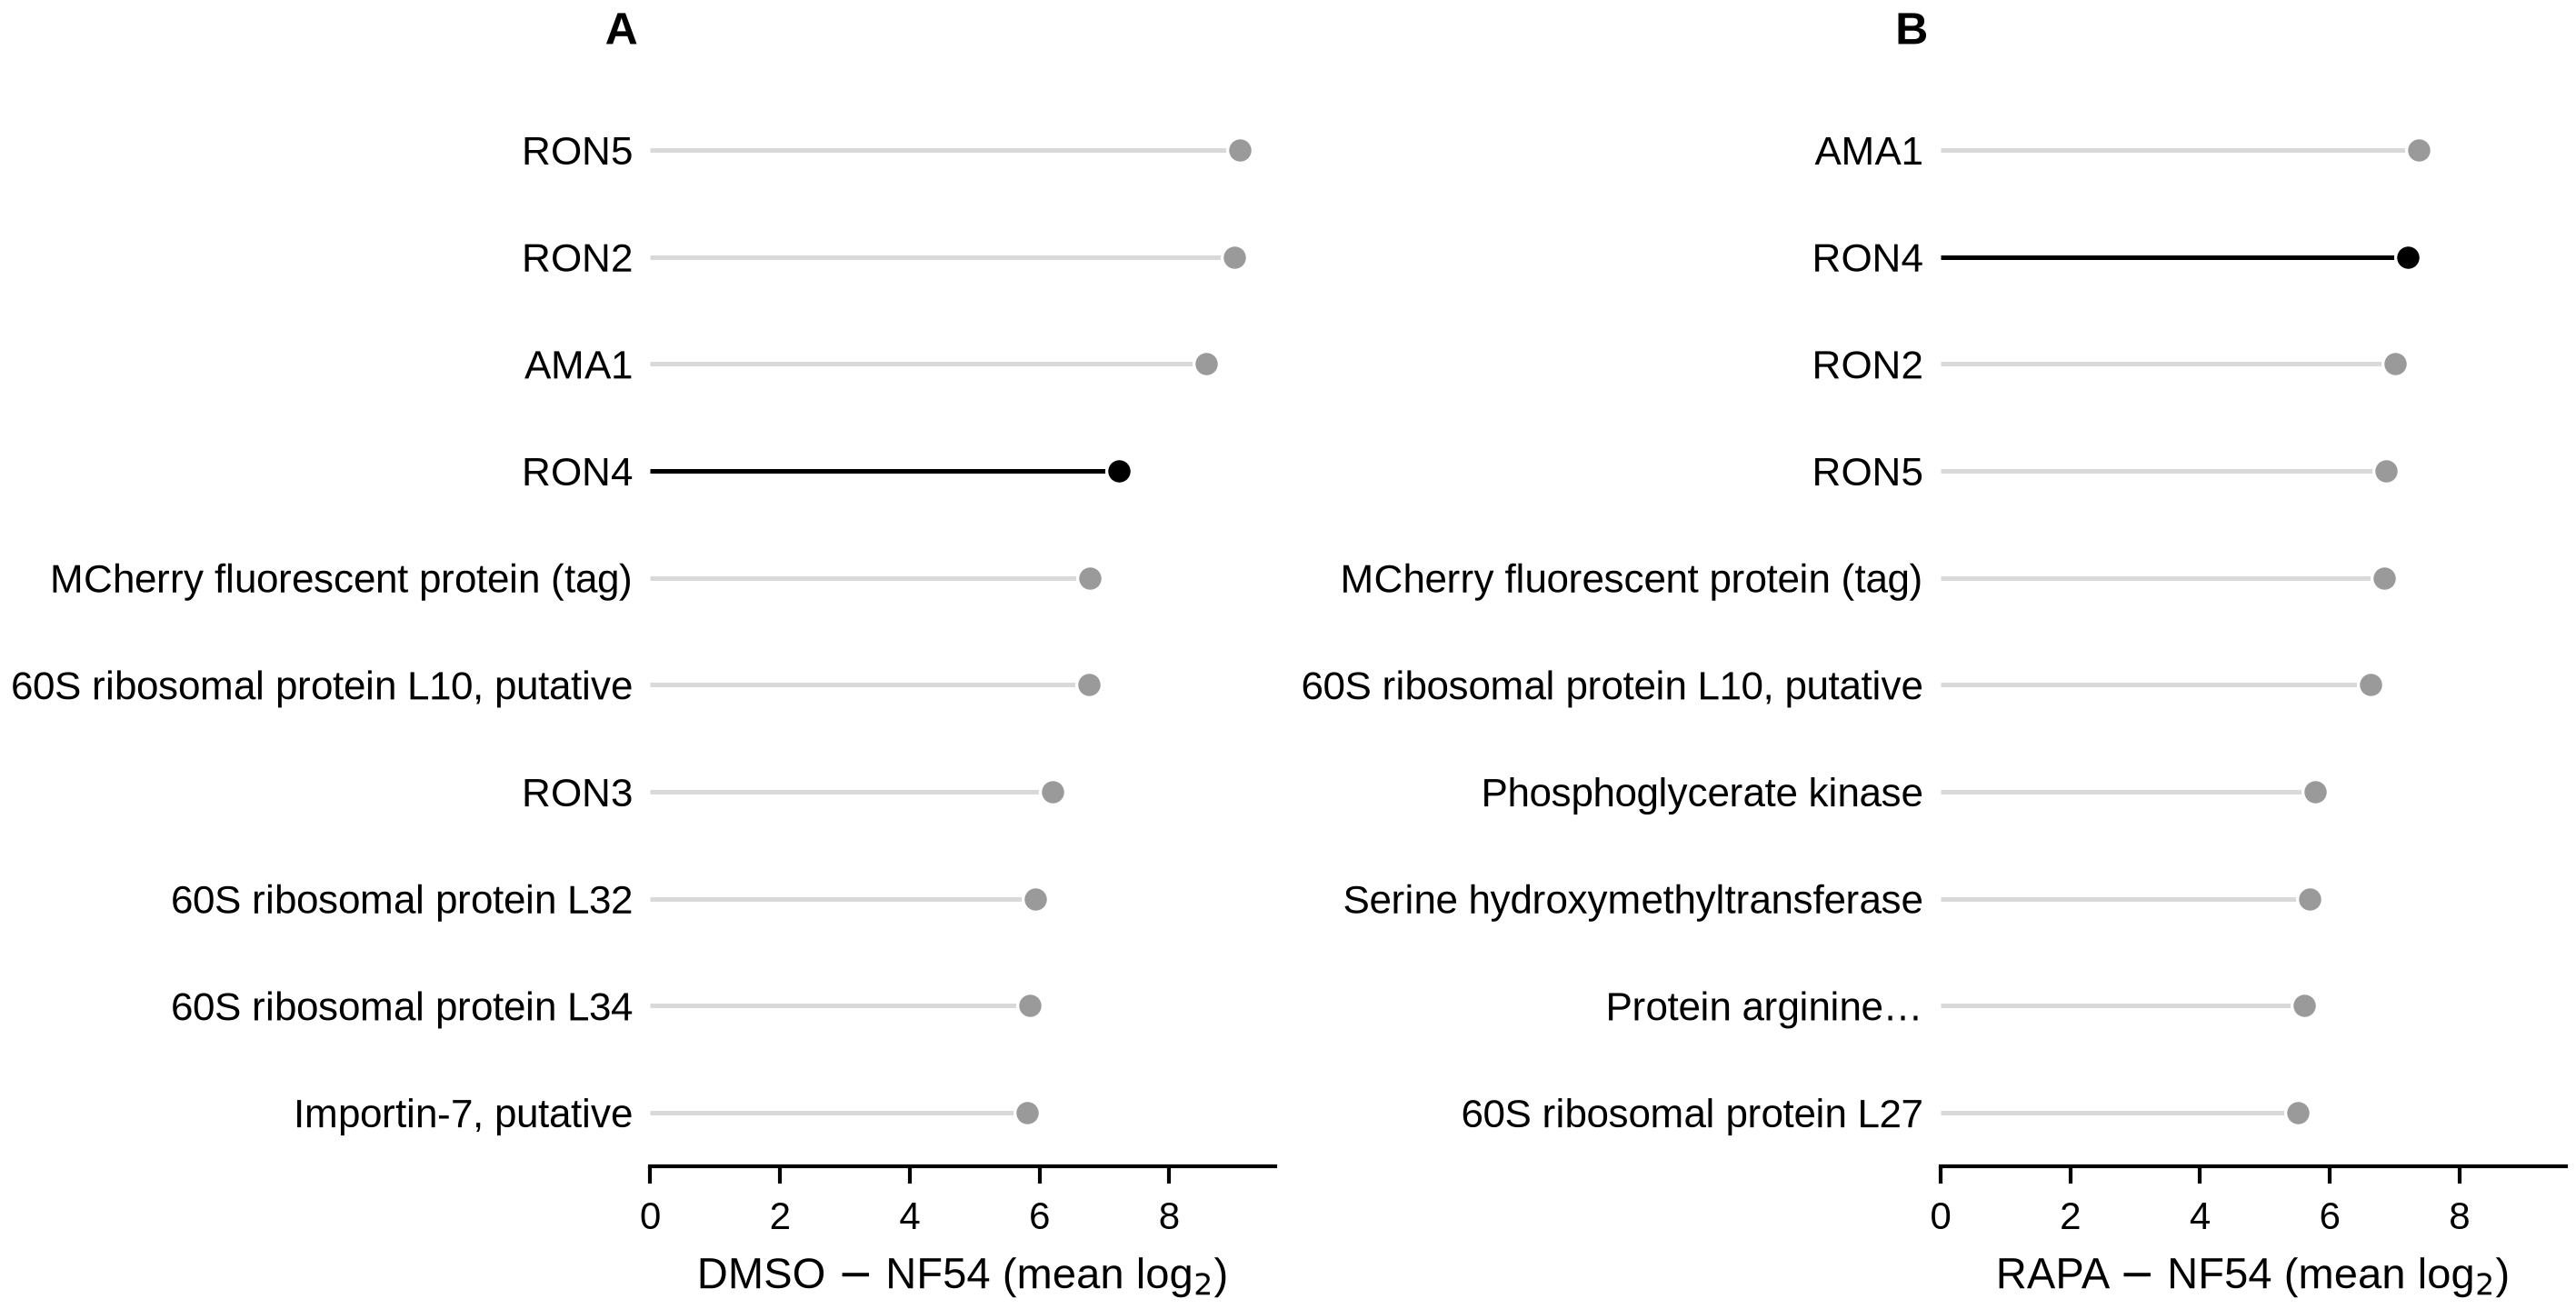 A
RON5
RON2
AMA1
RON4
MCherry fluorescent protein (tag)
60S ribosomal protein L10, putative
RON3
60S ribosomal protein L32
60S ribosomal protein L34
Importin-7, putative
0 2 4 6 8
DMSO − NF54 (mean log₂)
B
AMA1
RON4
RON2
RON5
MCherry fluorescent protein (tag)
60S ribosomal protein L10, putative
Phosphoglycerate kinase
Serine hydroxymethyltransferase
Protein arginine…
60S ribosomal protein L27
0 2 4 6 8
RAPA − NF54 (mean log₂)